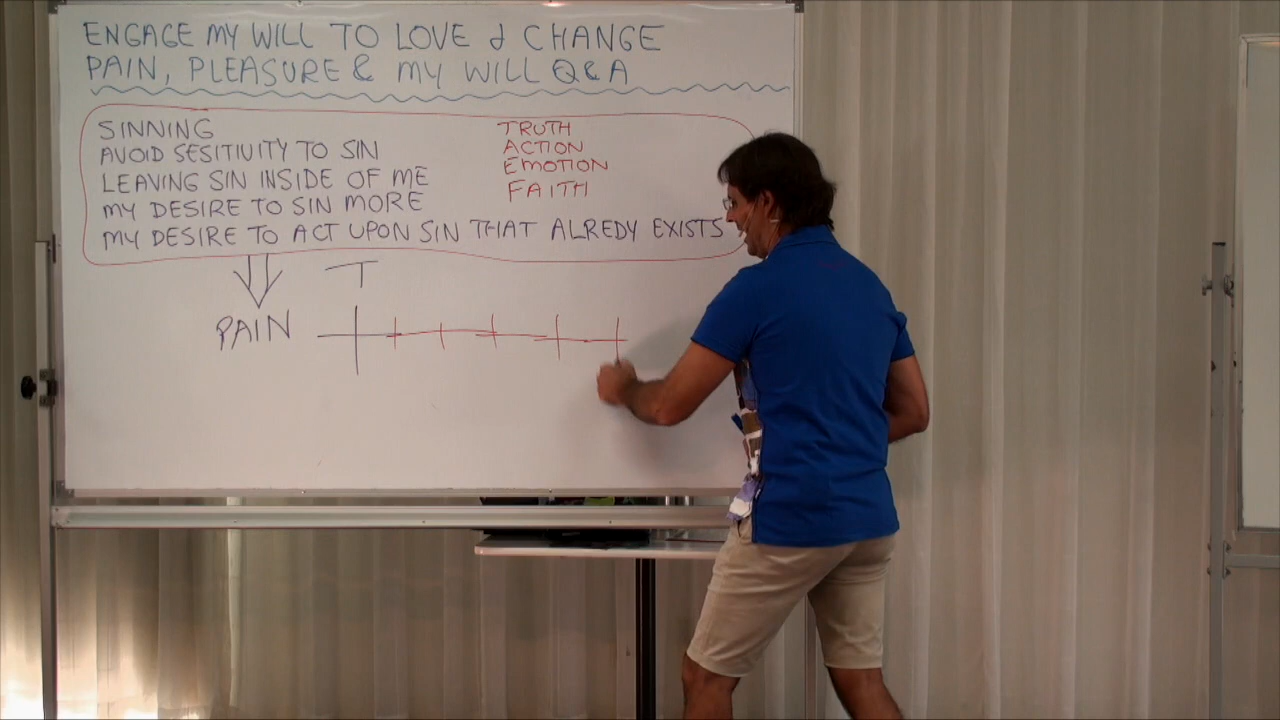 ENGAGE MY WILL TO LOVE & CHANGE
PAIN, PLEASURE & MY WILL Q&A
SINNING
AVOID SESITIVITY TO SIN
LEAVING SIN INSIDE OF ME
MY DESIRE TO SIN MORE
MY DESIRE TO ACT UPON SIN THAT ALREDY EXISTS
TRUTH
ACTION
EMOTION
FAITH
T
PAIN